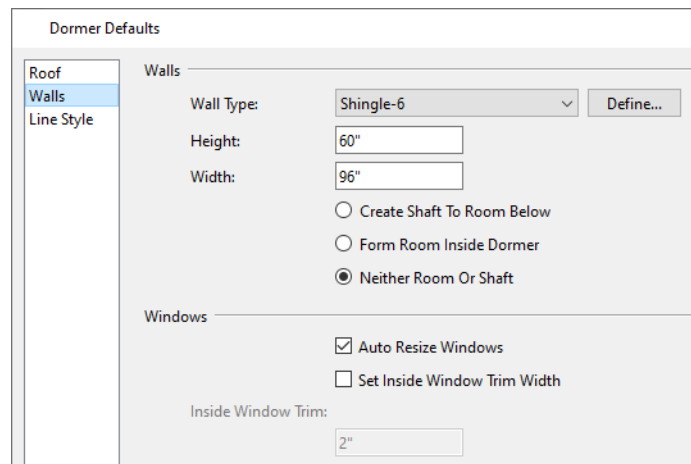 Dormer Defaults
Roof
Walls
Line Style
Walls
Wall Type: Shingle-6 Define...
Height: 60"
Width: 96"
Create Shaft To Room Below
Form Room Inside Dormer
Neither Room Or Shaft
Windows
Auto Resize Windows
Set Inside Window Trim Width
Inside Window Trim:
2"